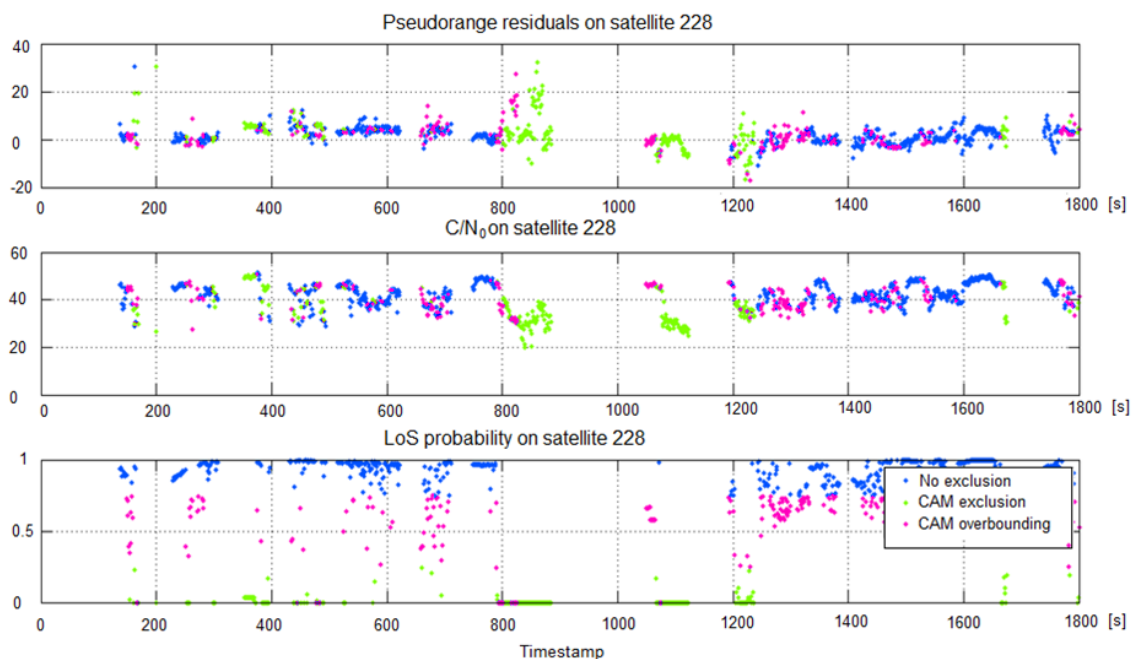 Pseudorange residuals on satellite 228
40
20
0
-20
0 200 400 600 800 1000 1200 1400 1600 1800 [s]
C/N₀ on satellite 228
60
40
20
0
0 200 400 600 800 1000 1200 1400 1600 1800 [s]
LoS probability on satellite 228
1
0.5
0
No exclusion
CAM exclusion
CAM overbounding
0 200 400 600 800 1000 1200 1400 1600 1800 [s]
Timestamp